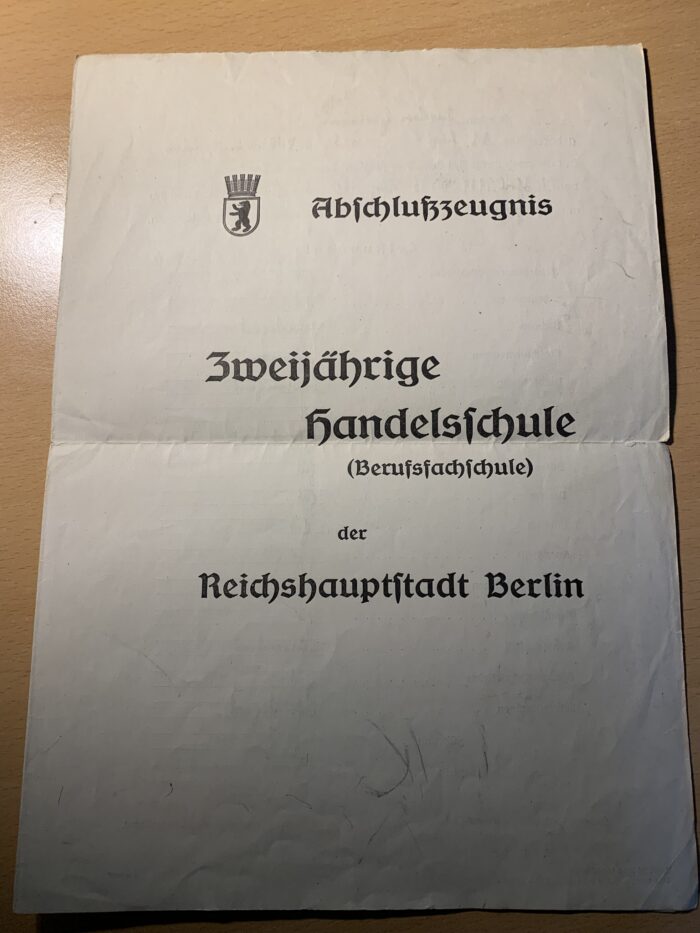 Abſchlußzeugnis
Zweijährige
Handelsſchule
(Berufsfachſchule)
der
Reichshauptſtadt Berlin